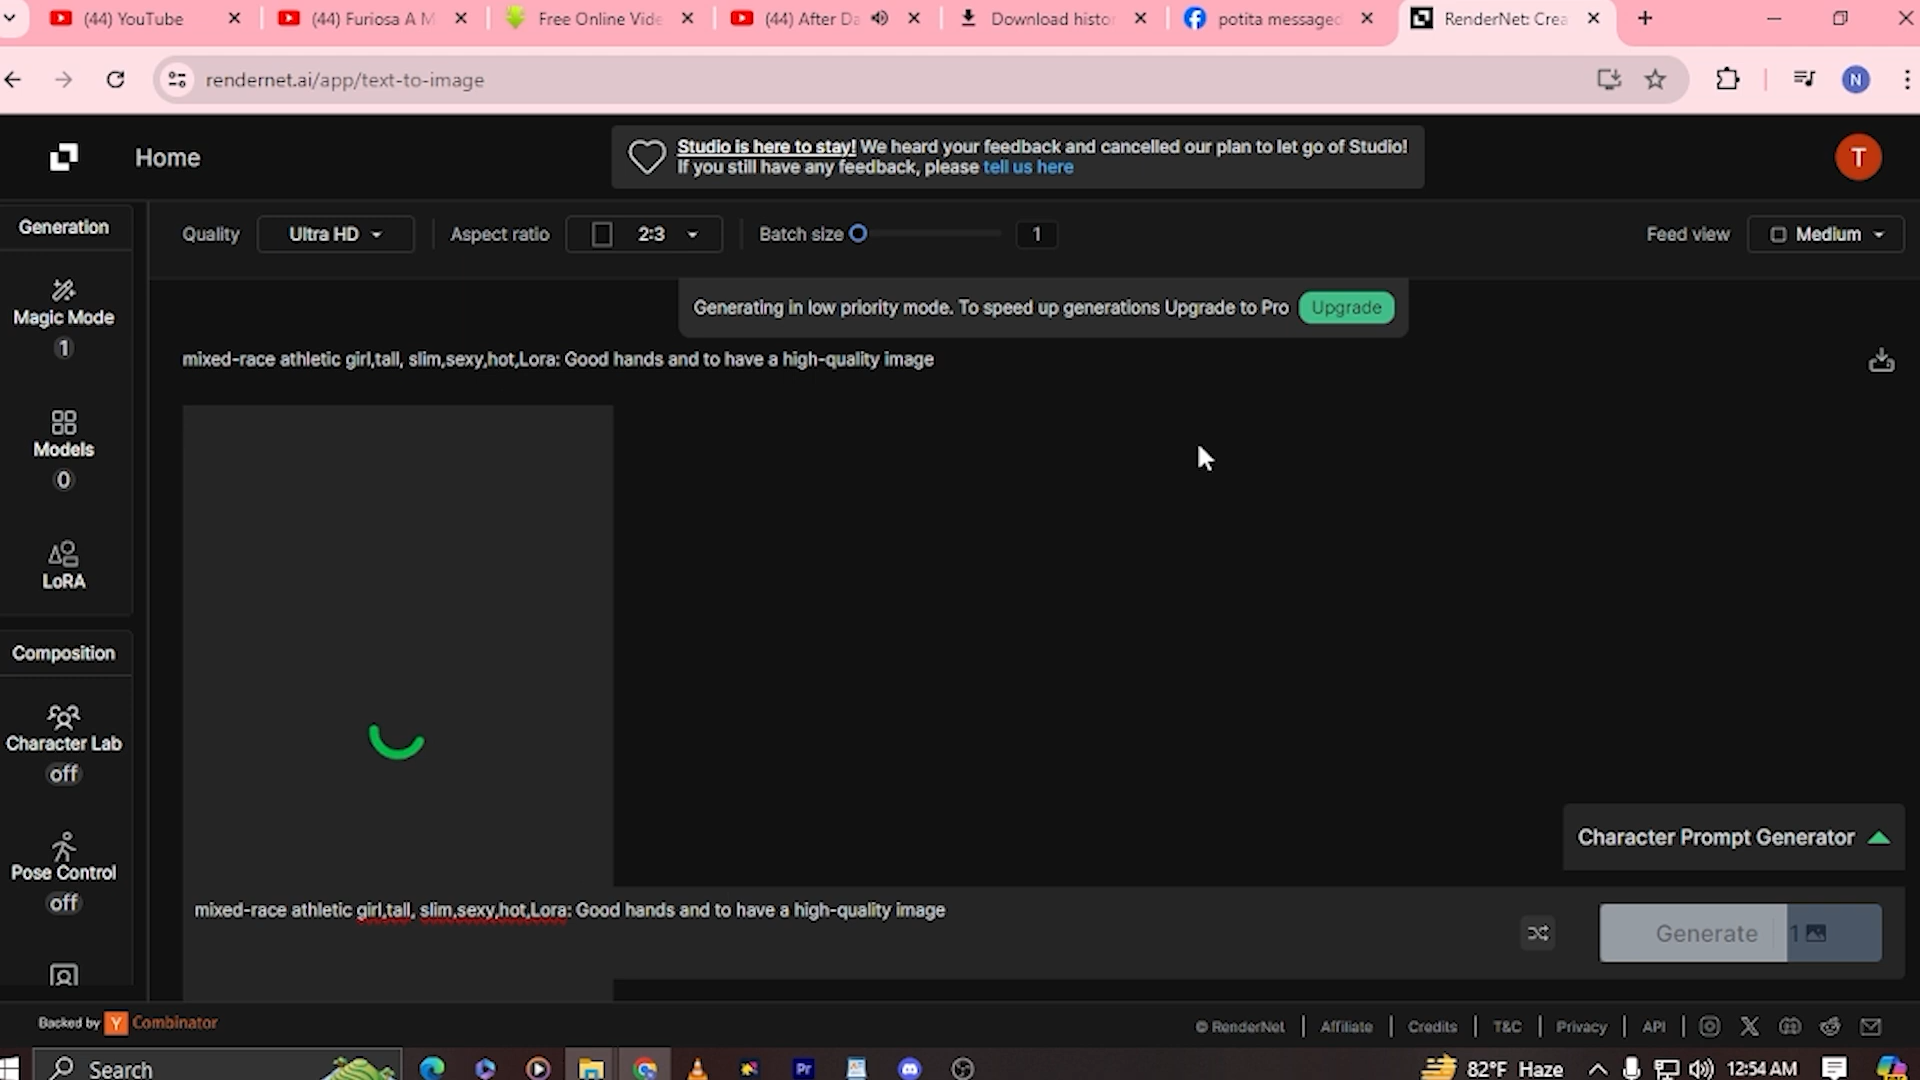 (44) YouTube
(44) Furiosa A M
Free Online Vide
(44) After Da
Download histor
potita messaged
RenderNet: Crea
rendernet.ai/app/text-to-image
N
Home
Studio is here to stay! We heard your feedback and cancelled our plan to let go of Studio!
If you still have any feedback, please tell us here
T
Generation
Quality
Ultra HD
Aspect ratio
2:3
Batch size
1
Feed view
Medium
Magic Mode
1
Generating in low priority mode. To speed up generations Upgrade to Pro
Upgrade
mixed-race athletic girl,tall, slim,sexy,hot,Lora: Good hands and to have a high-quality image
Models
0
LoRA
Composition
Character Lab
off
Pose Control
off
Character Prompt Generator
mixed-race athletic girl,tall, slim,sexy,hot,Lora: Good hands and to have a high-quality image
Generate
1
Backed by Y Combinator
© RenderNet
Affiliate
Credits
T&C
Privacy
API
Search
Pr
82°F Haze
12:54 AM